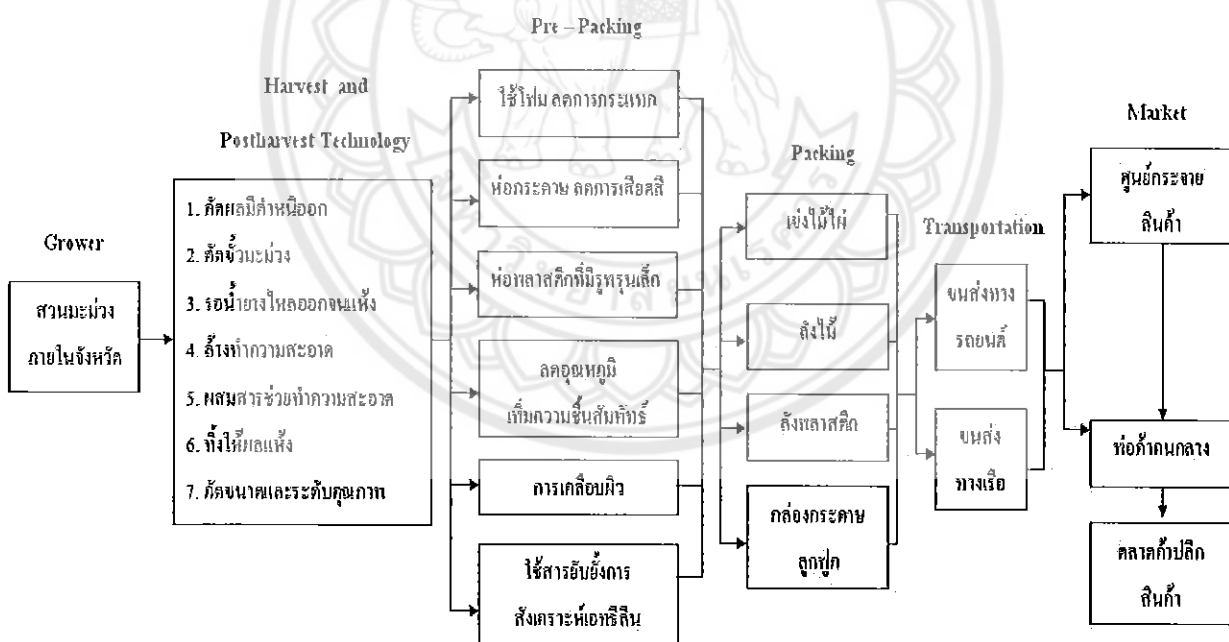 Pre – Packing
Harvest and
Postharvest Technology
Grower
สวนมะม่วง
ภายในจังหวัด
1. คัดผลมีตำหนิออก
2. ตัดขั้วมะม่วง
3. รอน้ำยางไหลออกจนแห้ง
4. ล้างทำความสะอาด
5. ผสมสารช่วยทำความสะอาด
6. ทิ้งให้ผลแห้ง
7. คัดขนาดและระดับคุณภาพ
ใช้โฟม ลดการกระแทก
ห่อกระดาษ ลดการเสียดสี
ห่อพลาสติกที่มีรูพรุนเล็ก
ลดอุณหภูมิ
เพิ่มความชื้นสัมพัทธ์
การเคลือบผิว
ใช้สารยับยั้งการ
สังเคราะห์เอทธิลีน
Packing
เข่งไม้ไผ่
ลังไม้
ลังพลาสติก
กล่องกระดาษ
ลูกฟูก
Transportation
ขนส่งทาง
รถยนต์
ขนส่ง
ทางเรือ
Market
ศูนย์กระจาย
สินค้า
พ่อค้าคนกลาง
ตลาดค้าปลีก
สินค้า